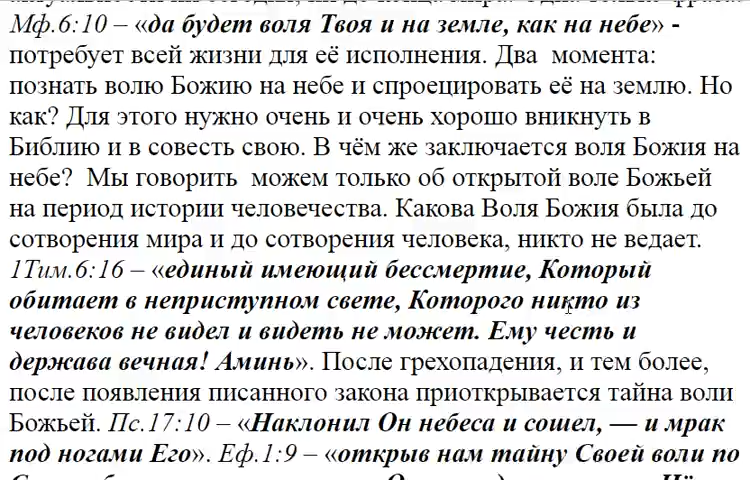 Мф.6:10 – «да будет воля Твоя и на земле, как на небе» -
потребует всей жизни для её исполнения. Два  момента:
познать волю Божию на небе и спроецировать её на землю. Но
как? Для этого нужно очень и очень хорошо вникнуть в
Библию и в совесть свою. В чём же заключается воля Божия на
небе?  Мы говорить  можем только об открытой воле Божьей
на период истории человечества. Какова Воля Божия была до
сотворения мира и до сотворения человека, никто не ведает.
1Тим.6:16 – «единый имеющий бессмертие, Который
обитает в неприступном свете, Которого никто из
человеков не видел и видеть не может. Ему честь и
держава вечная! Аминь». После грехопадения, и тем более,
после появления писанного закона приоткрывается тайна воли
Божьей. Пс.17:10 – «Наклонил Он небеса и сошел, — и мрак
под ногами Его». Еф.1:9 – «открыв нам тайну Своей воли по